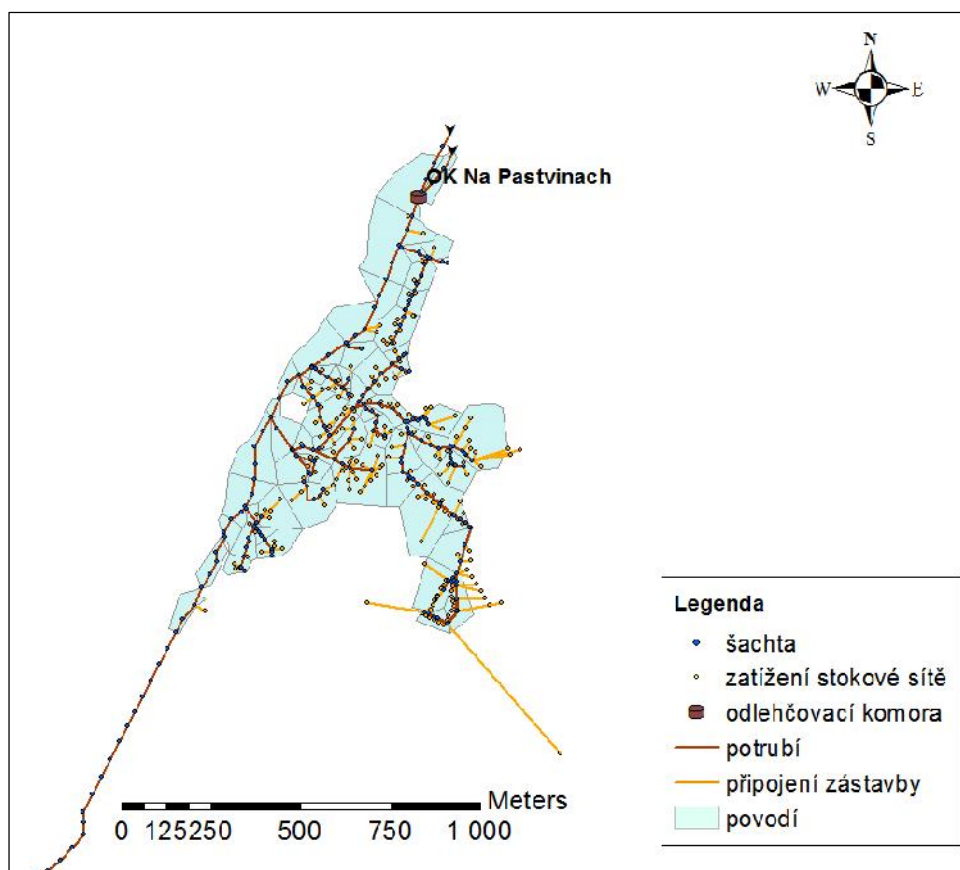 N
W E
S
OK Na Pastvinach
Legenda
šachta
zatížení stokové sítě
odlehčovací komora
potrubí
připojení zástavby
povodí
Meters
0 125250 500 750 1 000